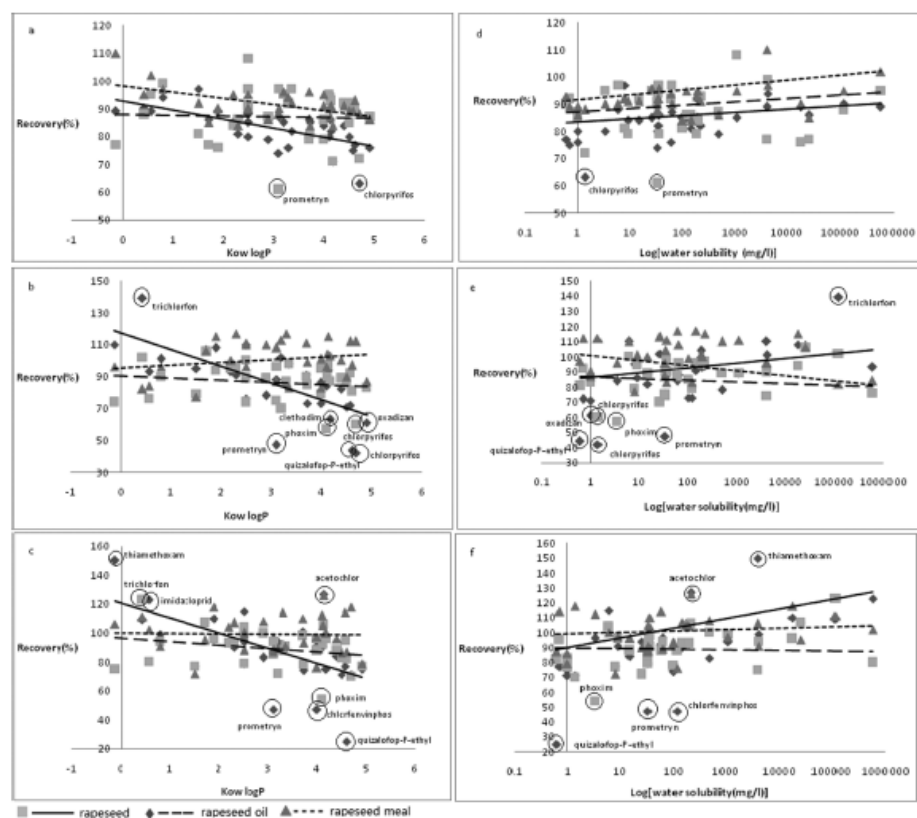 a
120
110
100
90
Recovery(%)
80
70
60
50
prometryn
chlorpyrifos
-1 0 1 2 3 4 5 6
Kow logP
d
120
110
100
Recovery(%)
90
80
70
60
50
chlorpyrifos
prometryn
0.1 1 10 100 1000 10000 100000 1000000
Log[water solubility (mg/l)]
b
150
130
110
Recovery(%)
90
70
50
30
trichlorfon
clethodim
oxadizan
phoxim
chlorpyrifos
prometryn
quizalofop-P-ethyl
chlorpyrifos
-1 0 1 2 3 4 5 6
Kow logP
e
150
140
130
120
110
100
Recovery(%)
90
80
70
60
50
40
30
trichlorfom
chlorpyrifos
oxadizan
phoxim
prometryn
quizalofop-P-ethyl
chlorpyrifos
0.1 1 10 100 1000 10000 100000 1000000
Log[water solubility(mg/l)]
c
160
140
120
100
Recovery(%)
80
60
40
20
thiamethoxam
trichlorfon
imidacloprid
acetochlor
phoxim
prometryn
chlorfenvinphos
quizalofop-P-ethyl
-1 0 1 2 3 4 5 6
Kow logP
f
160
150
140
130
120
110
100
Recovery(%)
90
80
70
60
50
40
30
20
thiamethoxam
acetochlor
phoxim
prometryn
chlorfenvinphos
quizalofop-P-ethyl
0.1 1 10 100 1000 10000 100000 1000000
Log[water solubility(mg/l)]
rapeseed rapeseed oil rapeseed meal